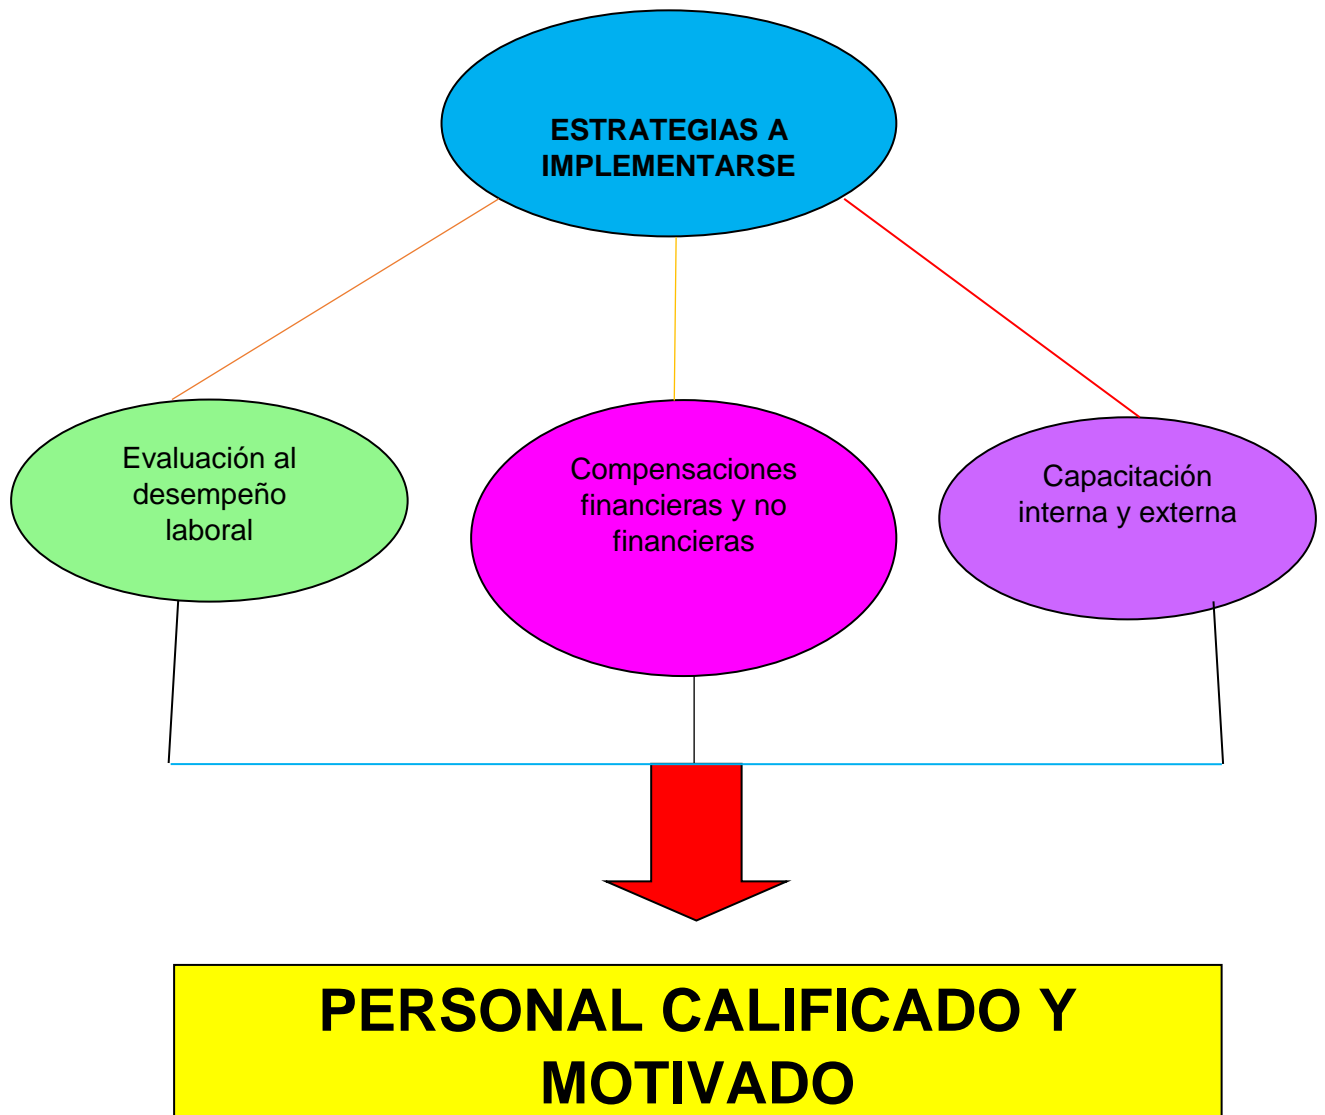 ESTRATEGIAS A
IMPLEMENTARSE
Evaluación al
desempeño
laboral
Compensaciones
financieras y no
financieras
Capacitación
interna y externa
PERSONAL CALIFICADO Y
MOTIVADO